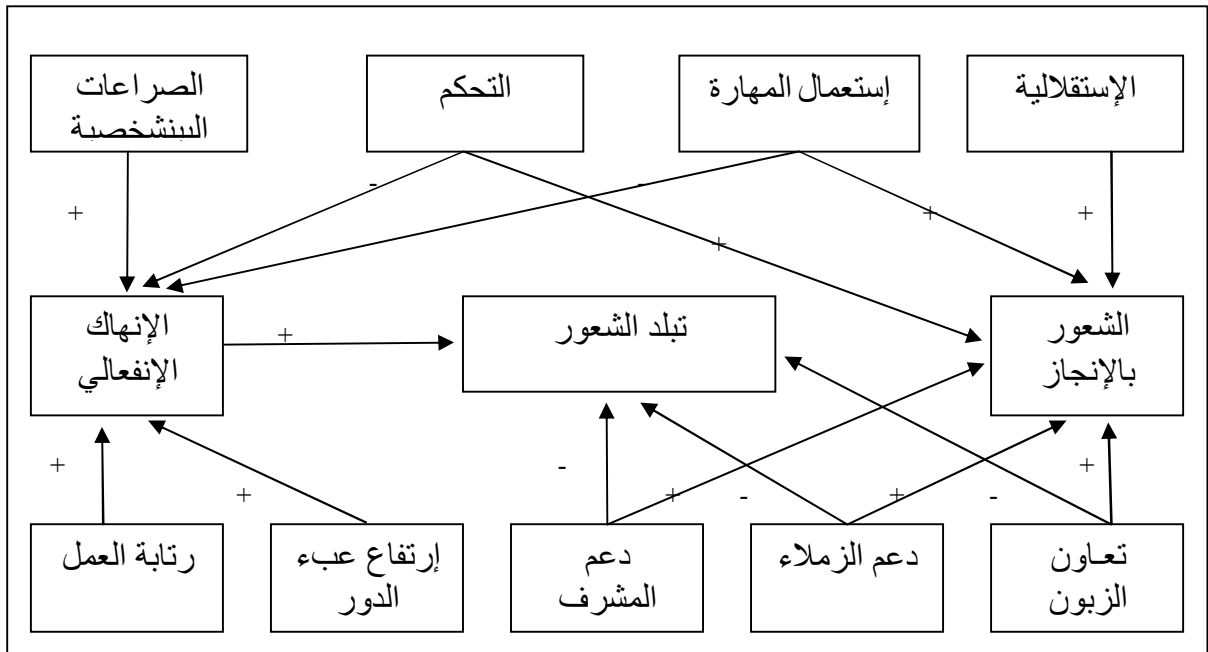 الإستقلالية
إستعمال المهارة
التحكم
الصراعات
البينشخصية
-
-
+
+
+
+
الشعور
بالإنجاز
تبلد الشعور
الإنهاك
الإنفعالي
+
+
-
+
-
+
-
+
+
تعاون
الزبون
دعم الزملاء
دعم
المشرف
إرتفاع عبء
الدور
رتابة العمل